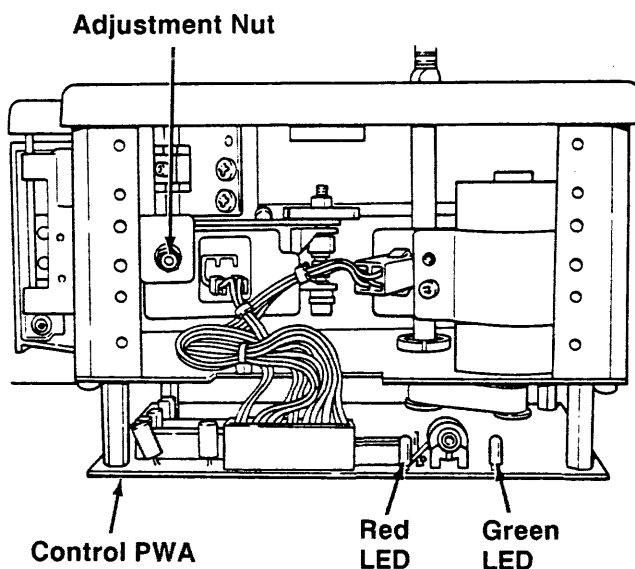 Adjustment Nut
Control PWA
Red
LED
Green
LED